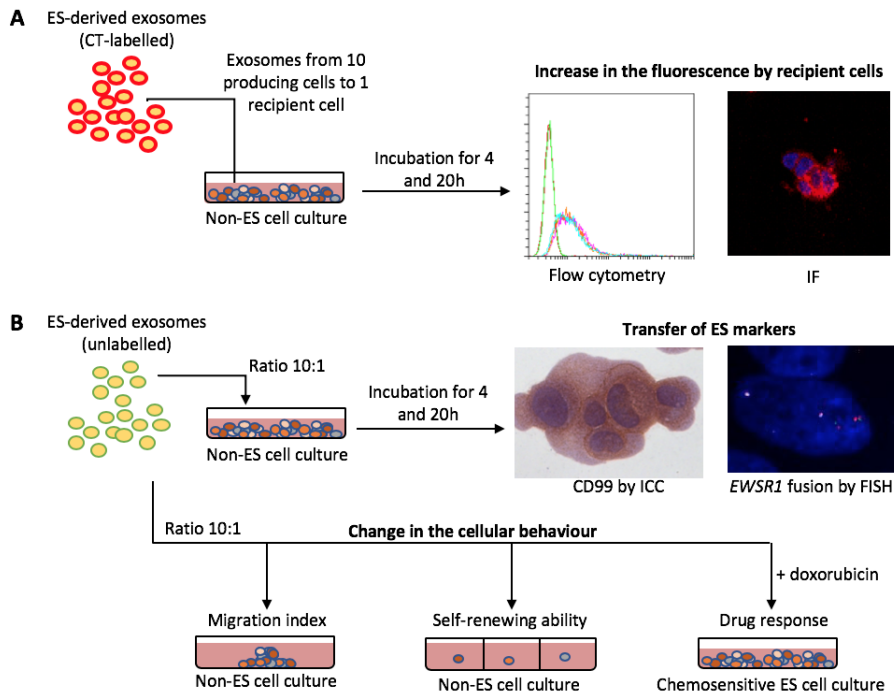 A
ES-derived exosomes
(CT-labelled)
Exosomes from 10
producing cells to 1
recipient cell
Non-ES cell culture
Incubation for 4
and 20h
Increase in the fluorescence by recipient cells
Flow cytometry
IF
B
ES-derived exosomes
(unlabelled)
Ratio 10:1
Non-ES cell culture
Incubation for 4
and 20h
Transfer of ES markers
CD99 by ICC
EWSR1 fusion by FISH
Ratio 10:1
Change in the cellular behaviour
+ doxorubicin
Migration index
Non-ES cell culture
Self-renewing ability
Non-ES cell culture
Drug response
Chemosensitive ES cell culture